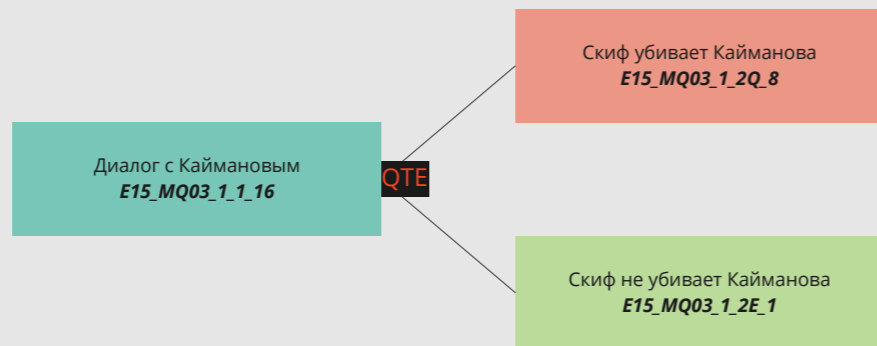 Скиф убивает Кайманова
E15_MQ03_1_2Q_8
Диалог с Каймановым
E15_MQ03_1_1_16
QTE
Скиф не убивает Кайманова
E15_MQ03_1_2E_1